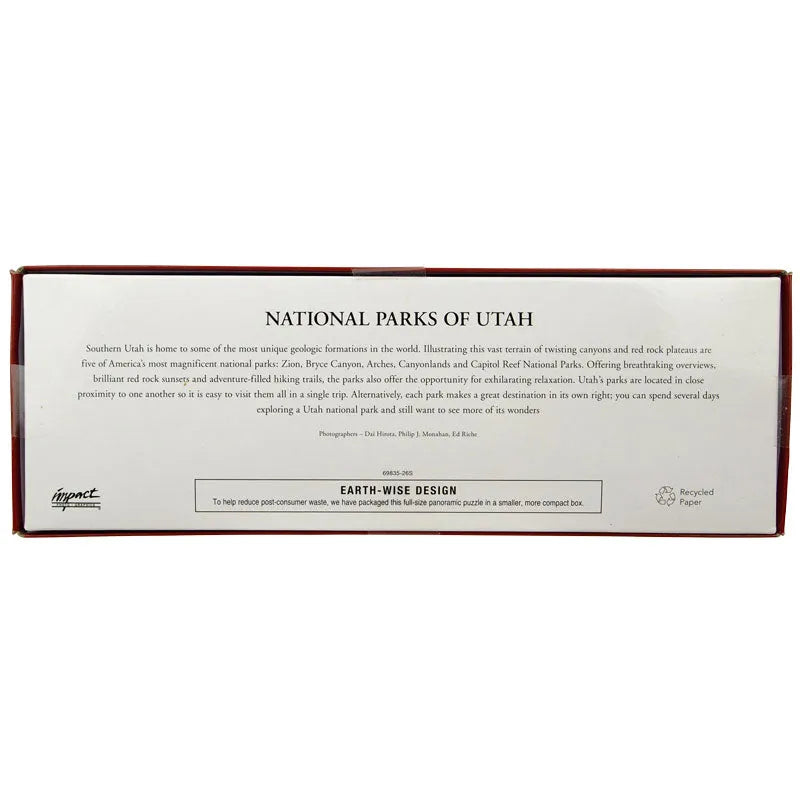 NATIONAL PARKS OF UTAH
Southern Utah is home to some of the most unique geologic formations in the world. Illustrating this vast terrain of twisting canyons and red rock plateaus are
five of America's most magnificent national parks: Zion, Bryce Canyon, Arches, Canyonlands and Capitol Reef National Parks. Offering breathtaking overviews,
brilliant red rock sunsets and adventure-filled hiking trails, the parks also offer the opportunity for exhilarating relaxation. Utah's parks are located in close
proximity to one another so it is easy to visit them all in a single trip. Alternatively, each park makes a great destination in its own right; you can spend several days
exploring a Utah national park and still want to see more of its wonders
Photographers – Dai Hirota, Philip J. Monahan, Ed Riche
69835-26S
EARTH-WISE DESIGN
To help reduce post-consumer waste, we have packaged this full-size panoramic puzzle in a smaller, more compact box.
impact
Recycled
Paper